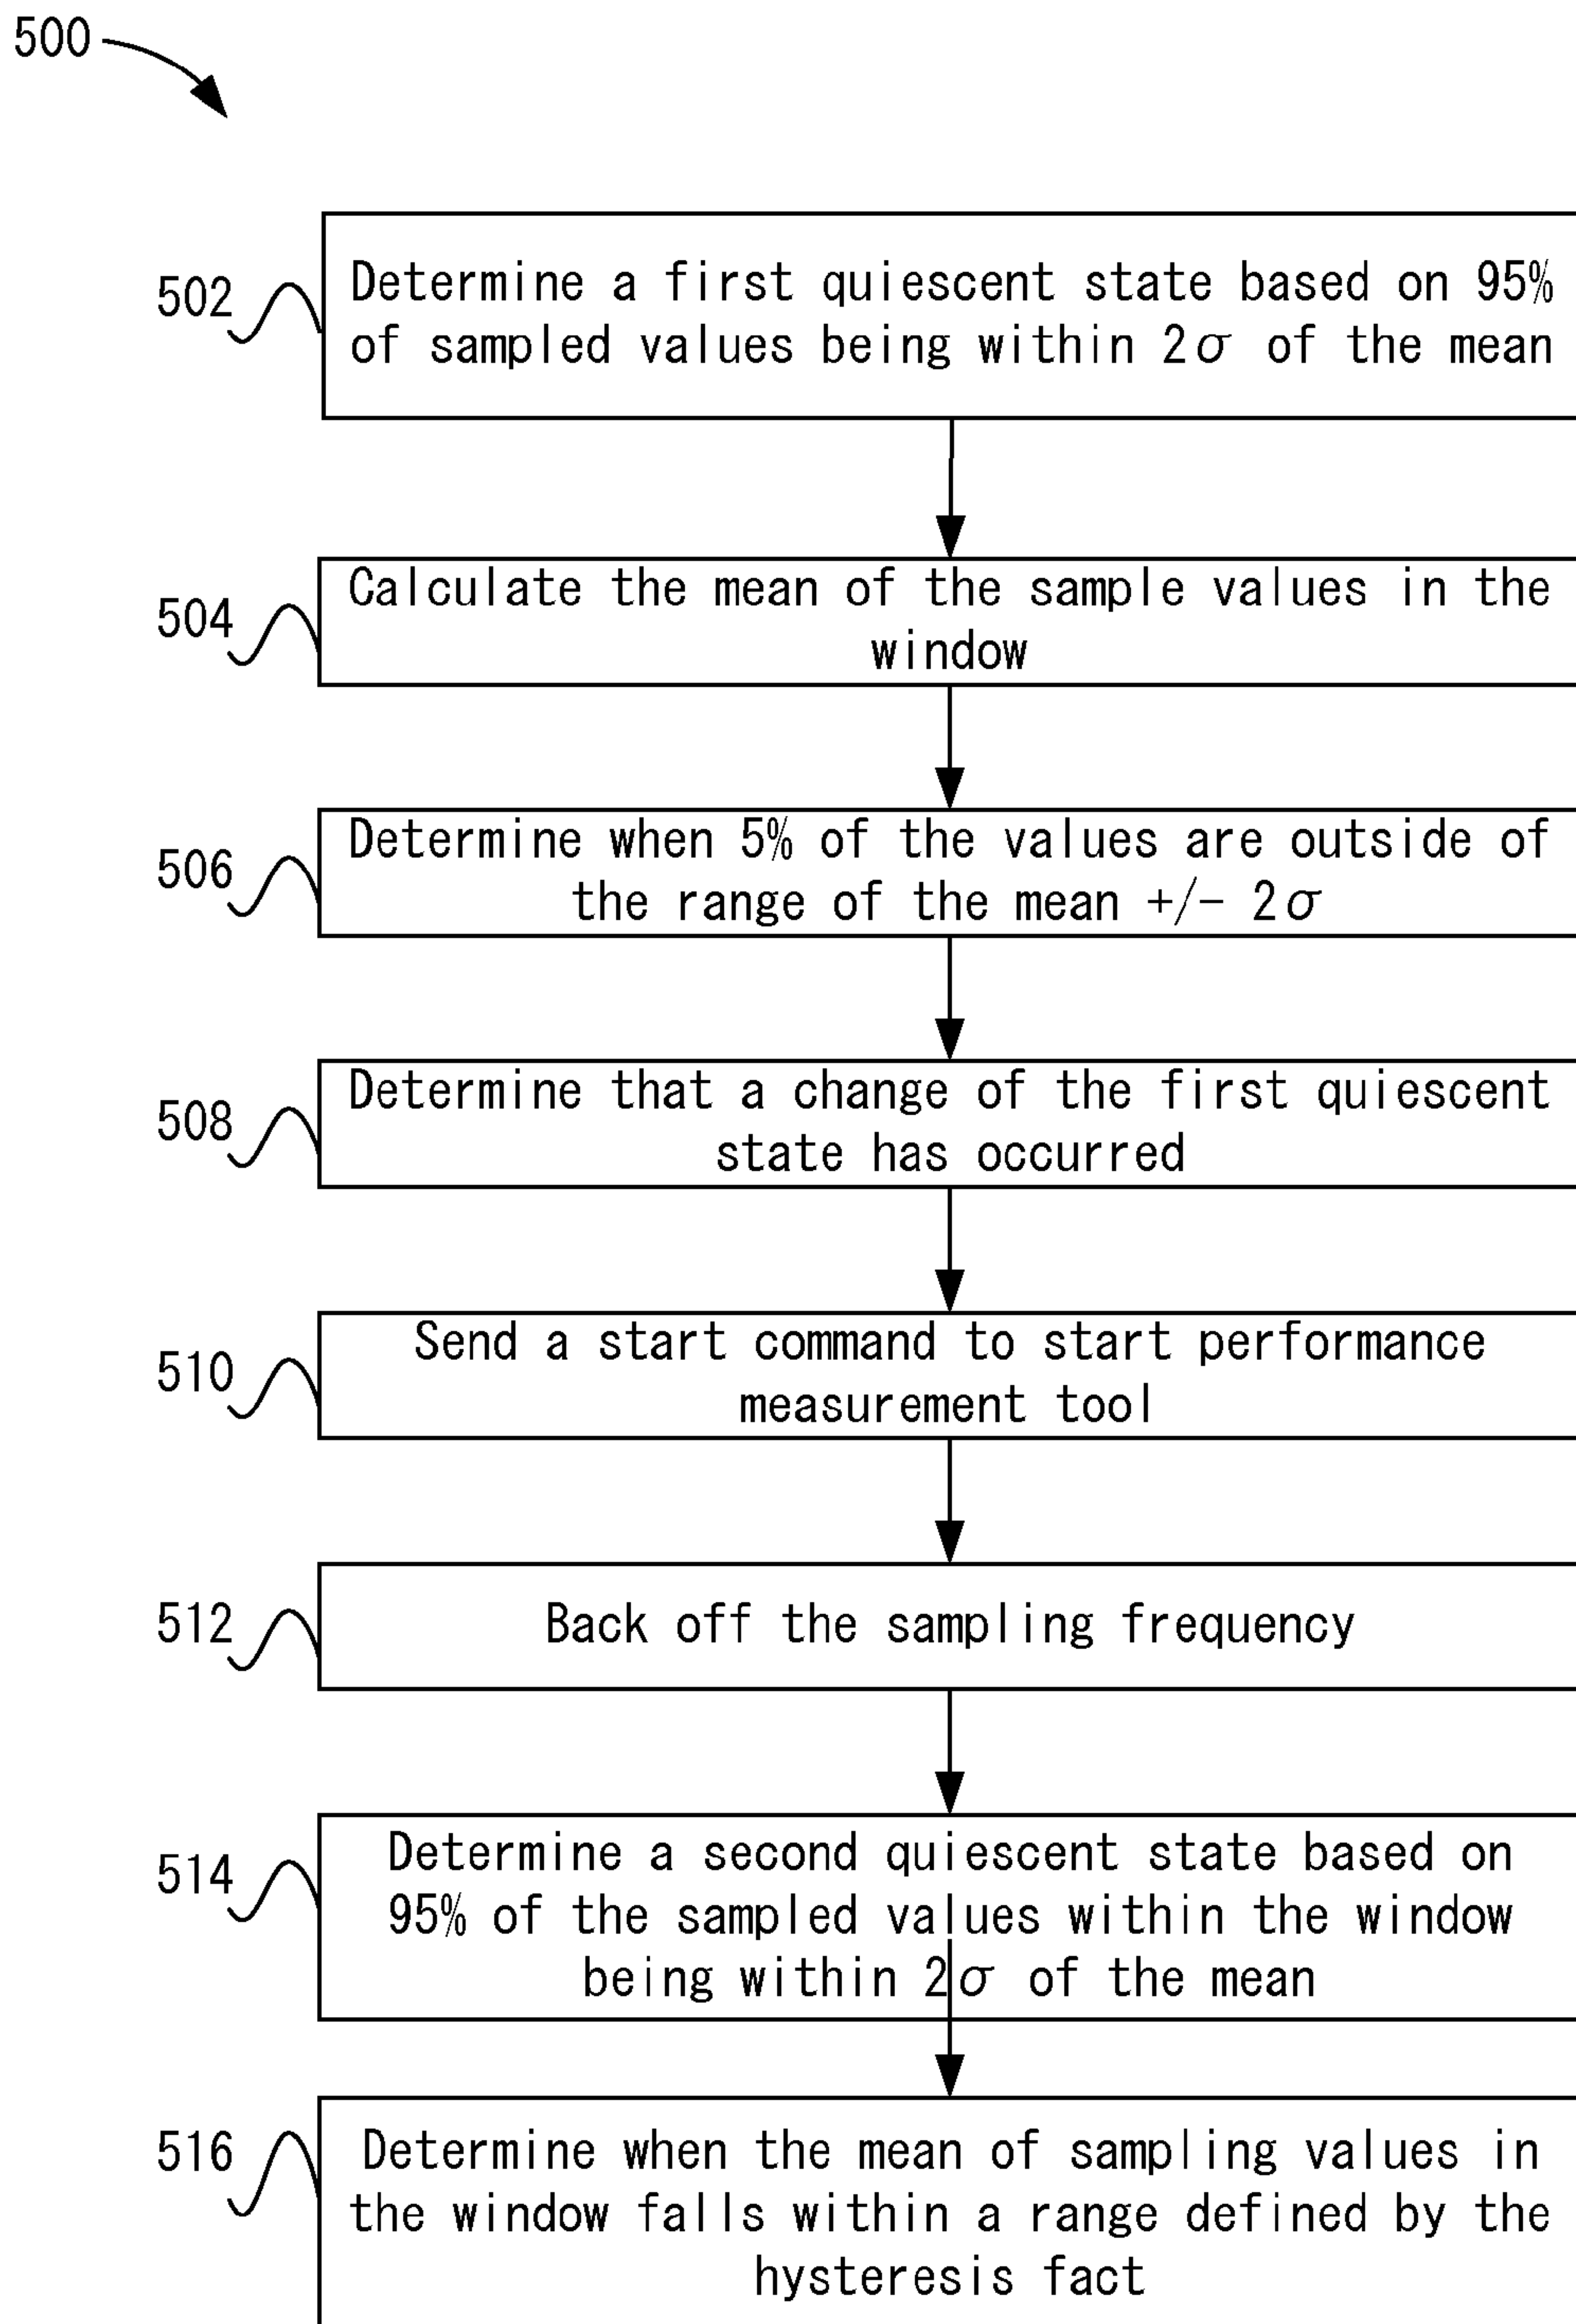 500
502
Determine a first quiescent state based on 95%
of sampled values being within 2σ of the mean
504
Calculate the mean of the sample values in the
window
506
Determine when 5% of the values are outside of
the range of the mean +/- 2σ
508
Determine that a change of the first quiescent
state has occurred
510
Send a start command to start performance
measurement tool
512
Back off the sampling frequency
514
Determine a second quiescent state based on
95% of the sampled values within the window
being within 2σ of the mean
516
Determine when the mean of sampling values in
the window falls within a range defined by the
hysteresis fact